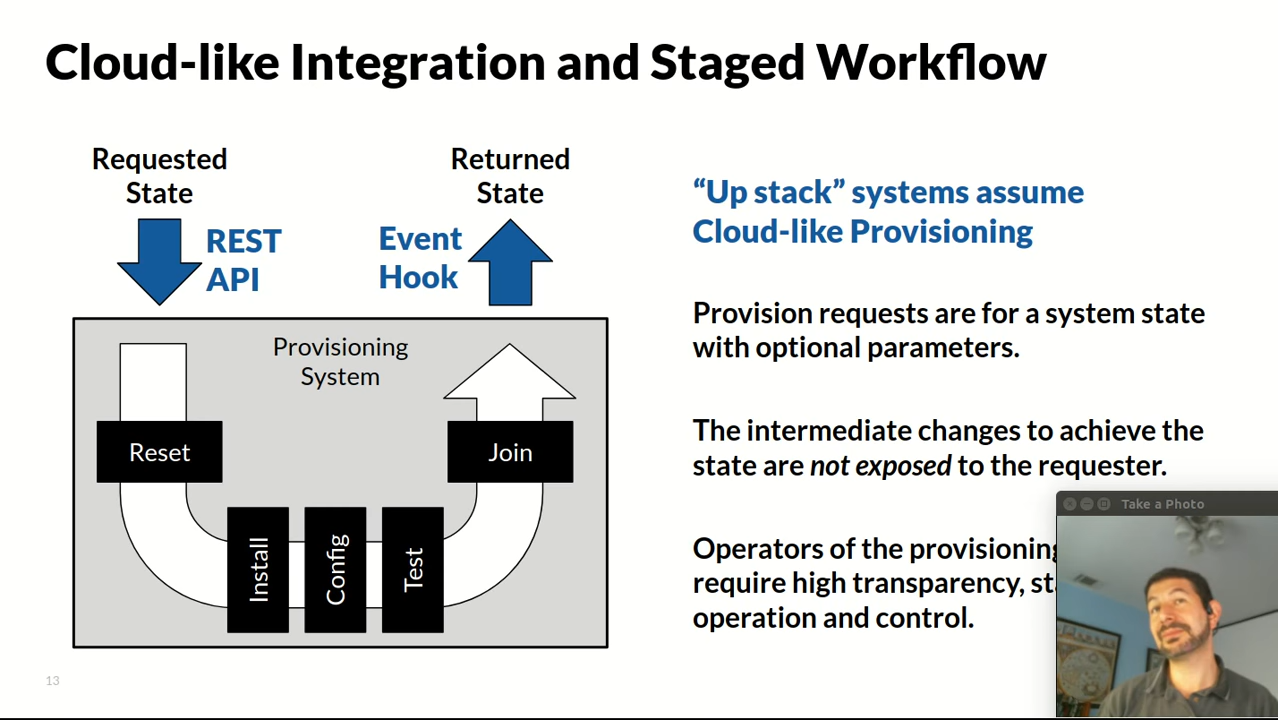 Cloud-like Integration and Staged Workflow
Requested
State
Returned
State
REST
API
Event
Hook
Provisioning
System
Reset
Join
Install
Config
Test
“Up stack” systems assume
Cloud-like Provisioning
Provision requests are for a system state
with optional parameters.
The intermediate changes to achieve the
state are not exposed to the requester.
Operators of the provisioning
require high transparency,
operation and control.
Take a Photo
13